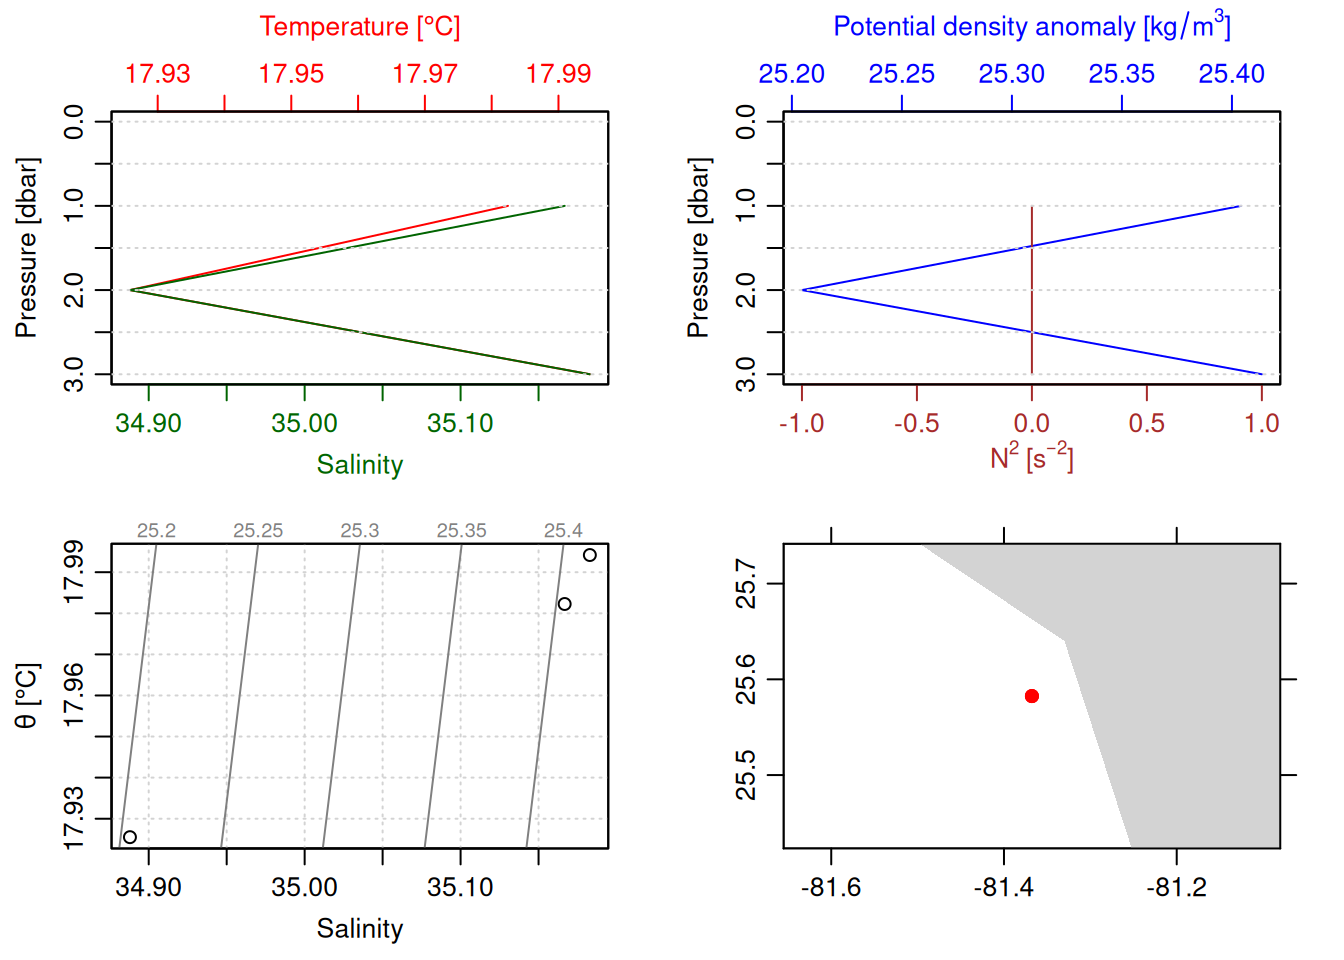 Temperature [°C]
17.93 17.95 17.97 17.99
Pressure [dbar]
0.0 1.0 2.0 3.0
34.90 35.00 35.10
Salinity
Potential density anomaly [kg/m³]
25.20 25.25 25.30 25.35 25.40
Pressure [dbar]
0.0 1.0 2.0 3.0
-1.0 -0.5 0.0 0.5 1.0
N² [s⁻²]
25.2 25.25 25.3 25.35 25.4
θ [°C]
17.99 17.96 17.93
34.90 35.00 35.10
Salinity
25.7 25.6 25.5
-81.6 -81.4 -81.2